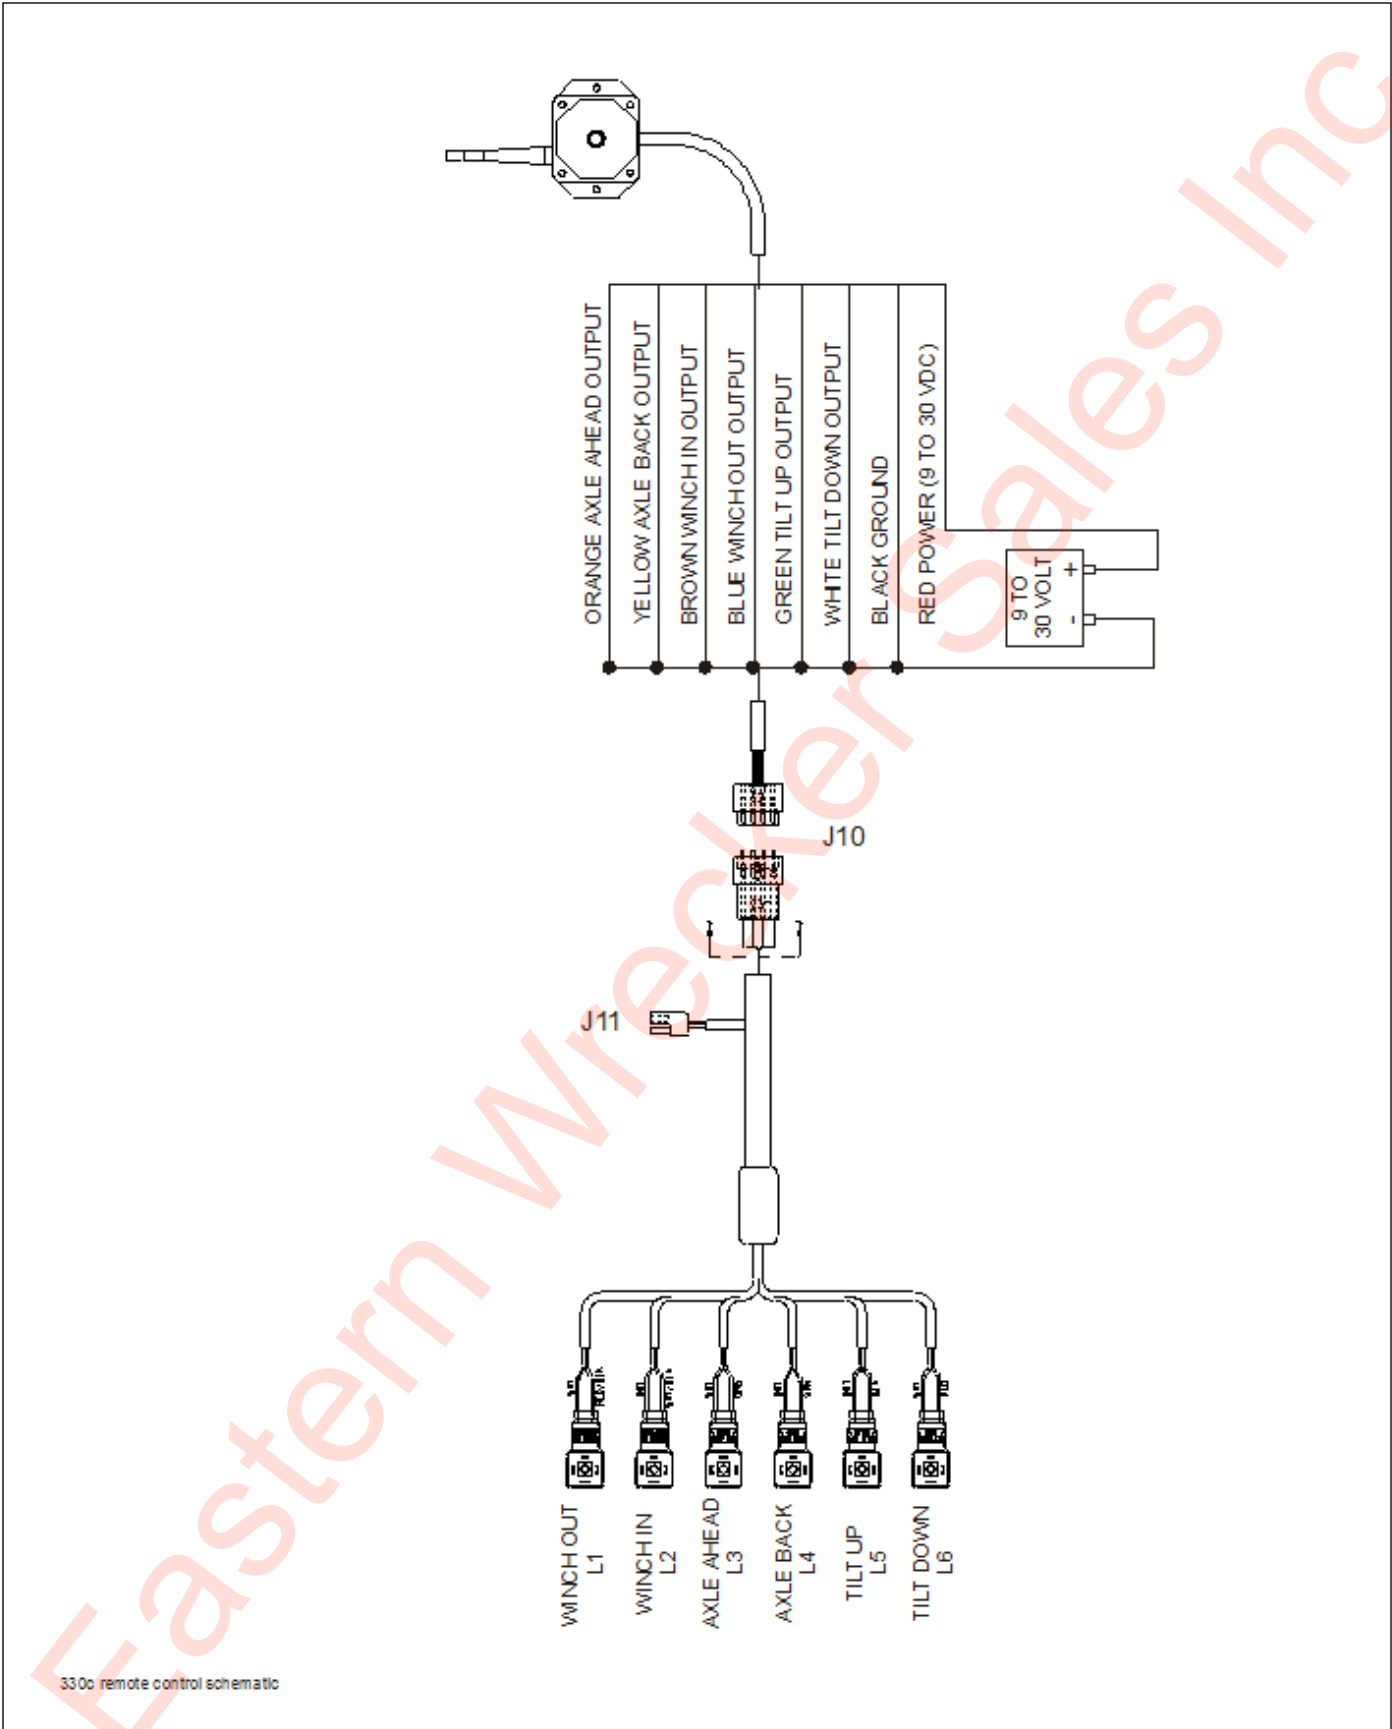 ORANGE AXLE AHEAD OUTPUT
YELLOW AXLE BACK OUTPUT
BROWN WINCH IN OUTPUT
BLUE WINCH OUT OUTPUT
GREEN TILT UP OUTPUT
WHITE TILT DOWN OUTPUT
BLACK GROUND
RED POWER (9 TO 30 VDC)
9 TO
30 VOLT
- +
J10
J11
WINCH OUT
L1
WINCH IN
L2
AXLE AHEAD
L3
AXLE BACK
L4
TILT UP
L5
TILT DOWN
L6
330c remote control schematic
Eastern Wrecker Sales Inc